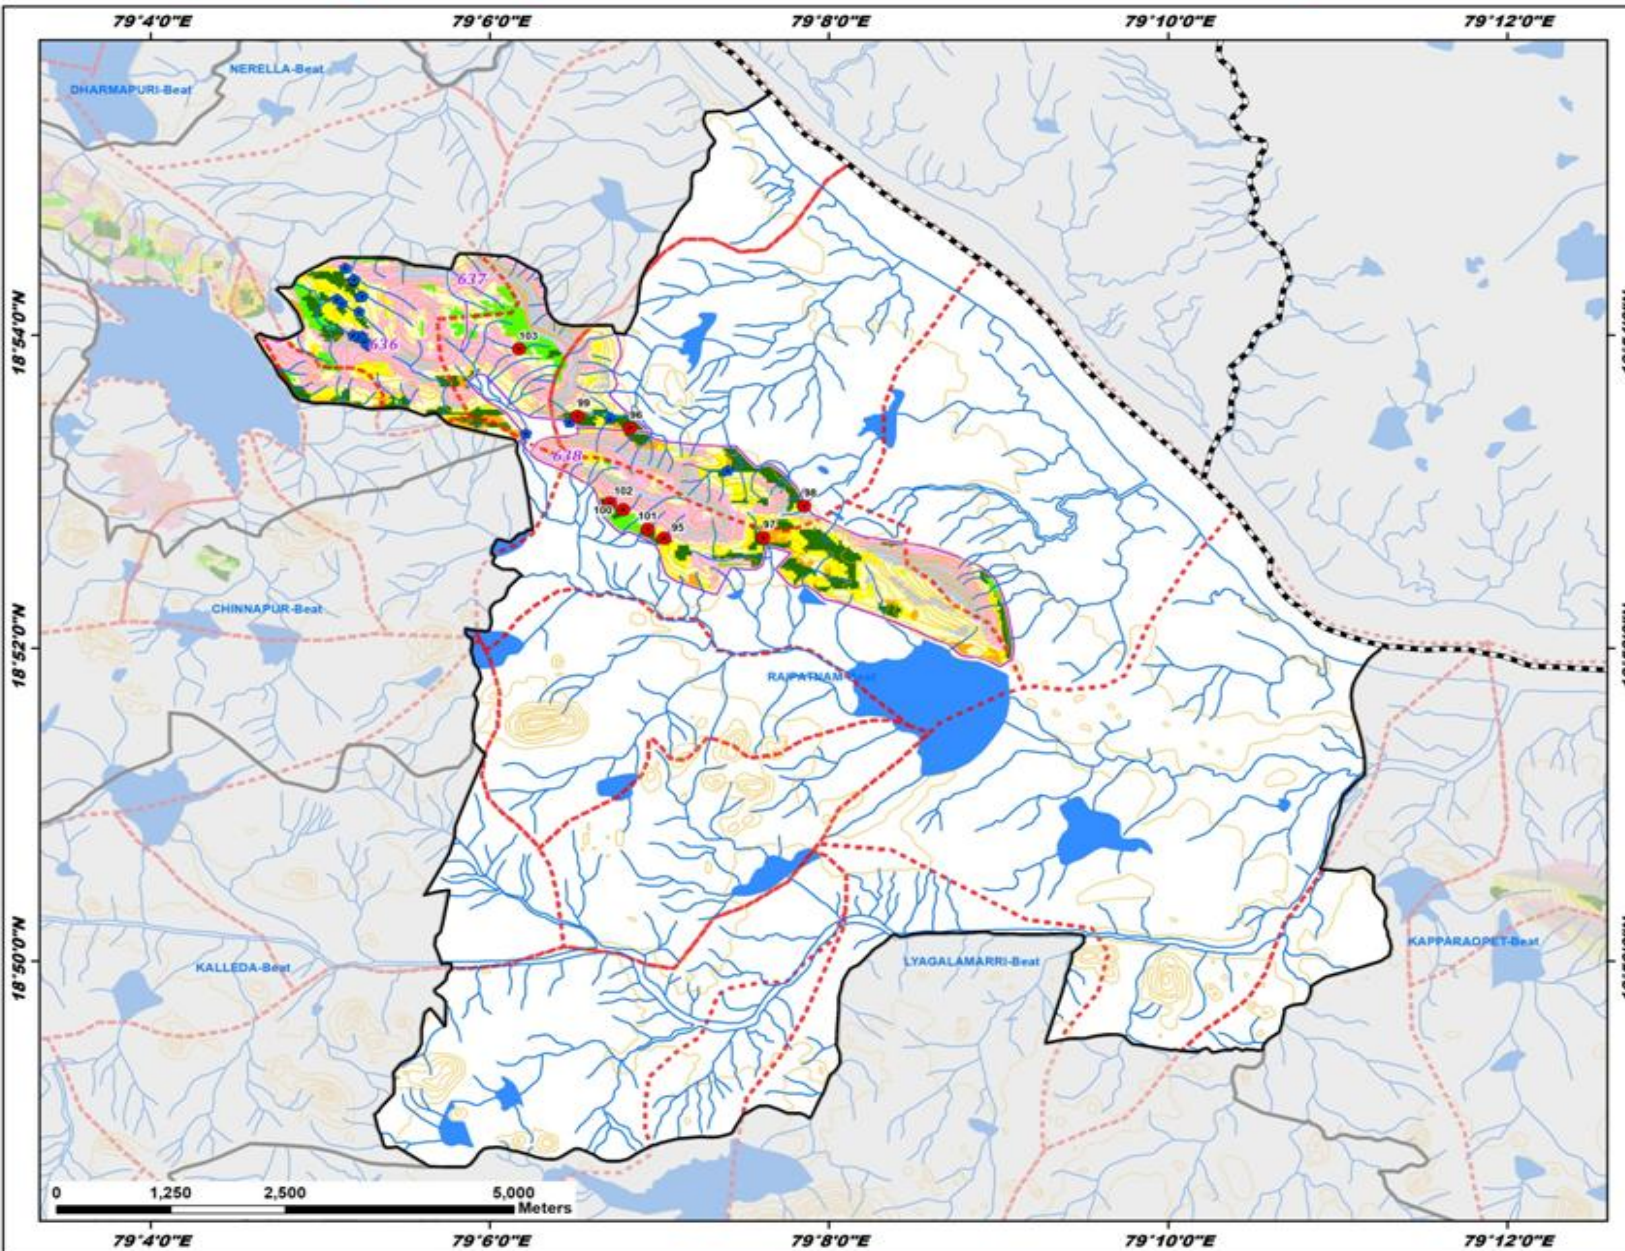 79°4'0"E 79°6'0"E 79°8'0"E 79°10'0"E 79°12'0"E
NERELLA-Beat
DHARMAPURI-Beat
637
18°54'0"N
103
636
99
96
638
102
98
100
101
97
95
CHINNAPUR-Beat
18°52'0"N
RAJPATNAM-Beat
KAPPARAOPET-Beat
18°50'0"N
KALLEDA-Beat
LYAGALAMARRI-Beat
0 1,250 2,500 5,000
Meters
79°4'0"E 79°6'0"E 79°8'0"E 79°10'0"E 79°12'0"E